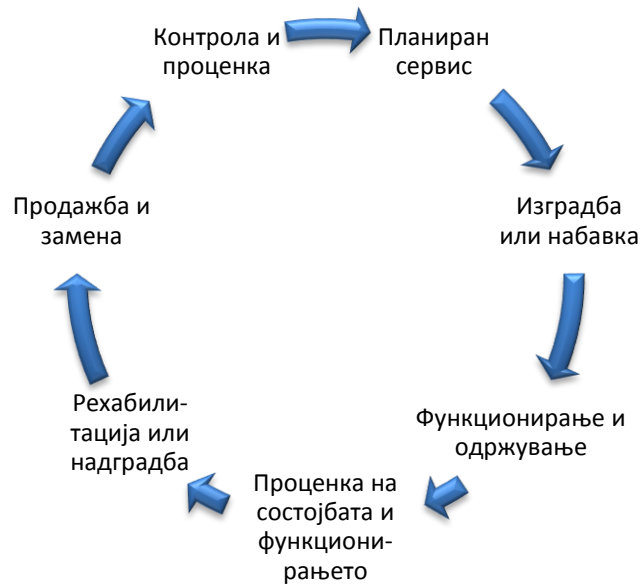 Контрола и
проценка
Планиран
сервис
Изградба
или набавка
Функционирање и
одржување
Проценка на
состојбата и
функциони-
рањето
Рехабили-
тација или
надградба
Продажба и
замена